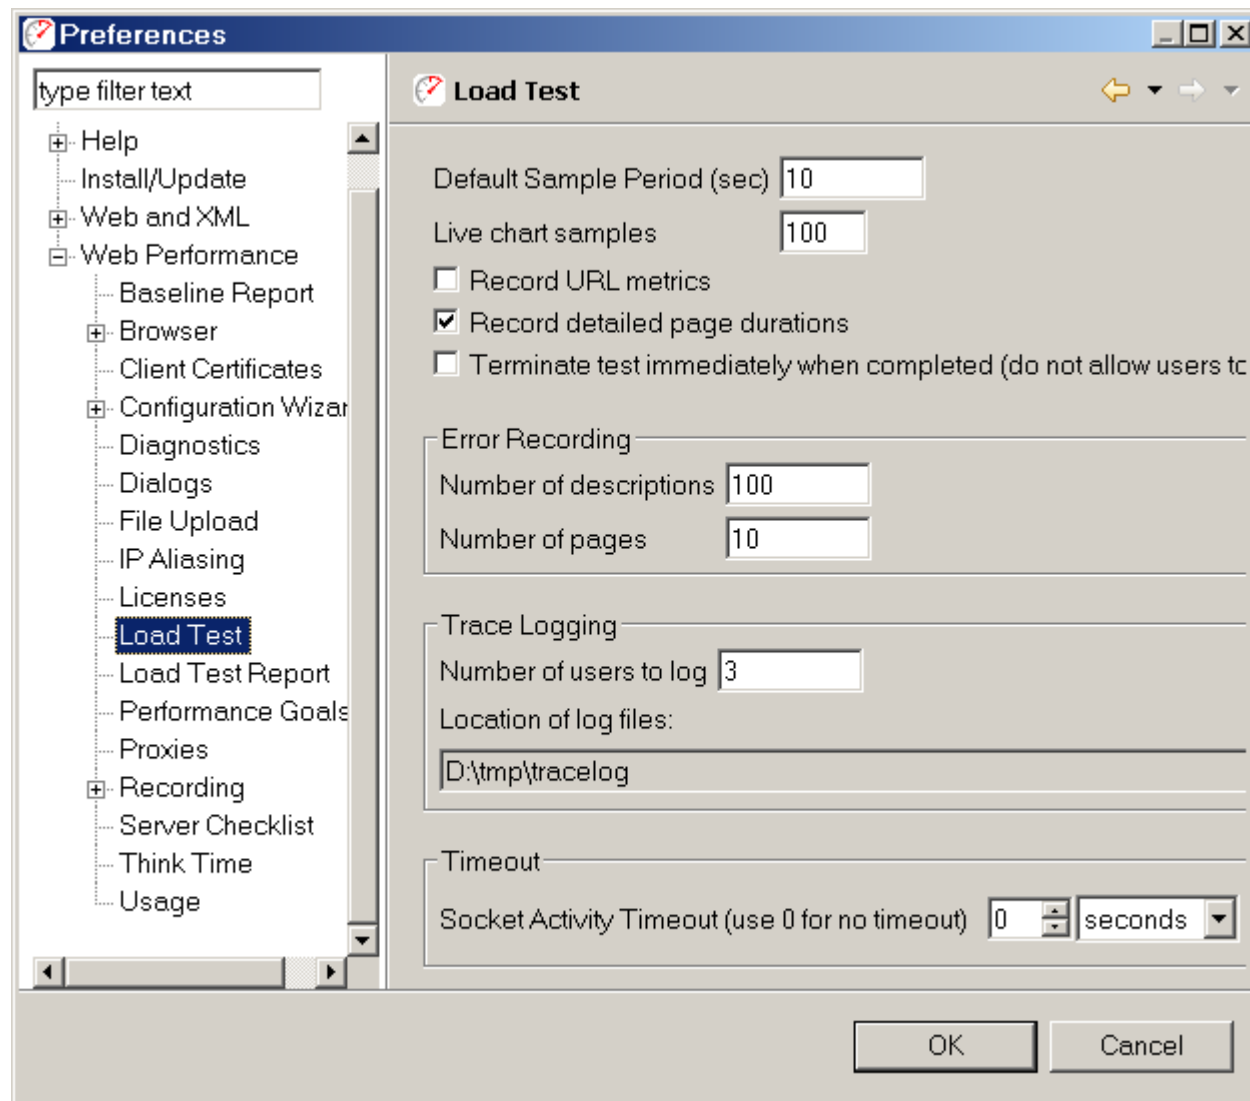 Preferences
type filter text
Help
Install/Update
Web and XML
Web Performance
Baseline Report
Browser
Client Certificates
Configuration Wizar
Diagnostics
Dialogs
File Upload
IP Aliasing
Licenses
Load Test
Load Test Report
Performance Goals
Proxies
Recording
Server Checklist
Think Time
Usage
Load Test
Default Sample Period (sec) 10
Live chart samples 100
Record URL metrics
Record detailed page durations
Terminate test immediately when completed (do not allow users to
Error Recording
Number of descriptions 100
Number of pages 10
Trace Logging
Number of users to log 3
Location of log files:
D:\tmp\tracelog
Timeout
Socket Activity Timeout (use 0 for no timeout) 0 seconds
OK Cancel